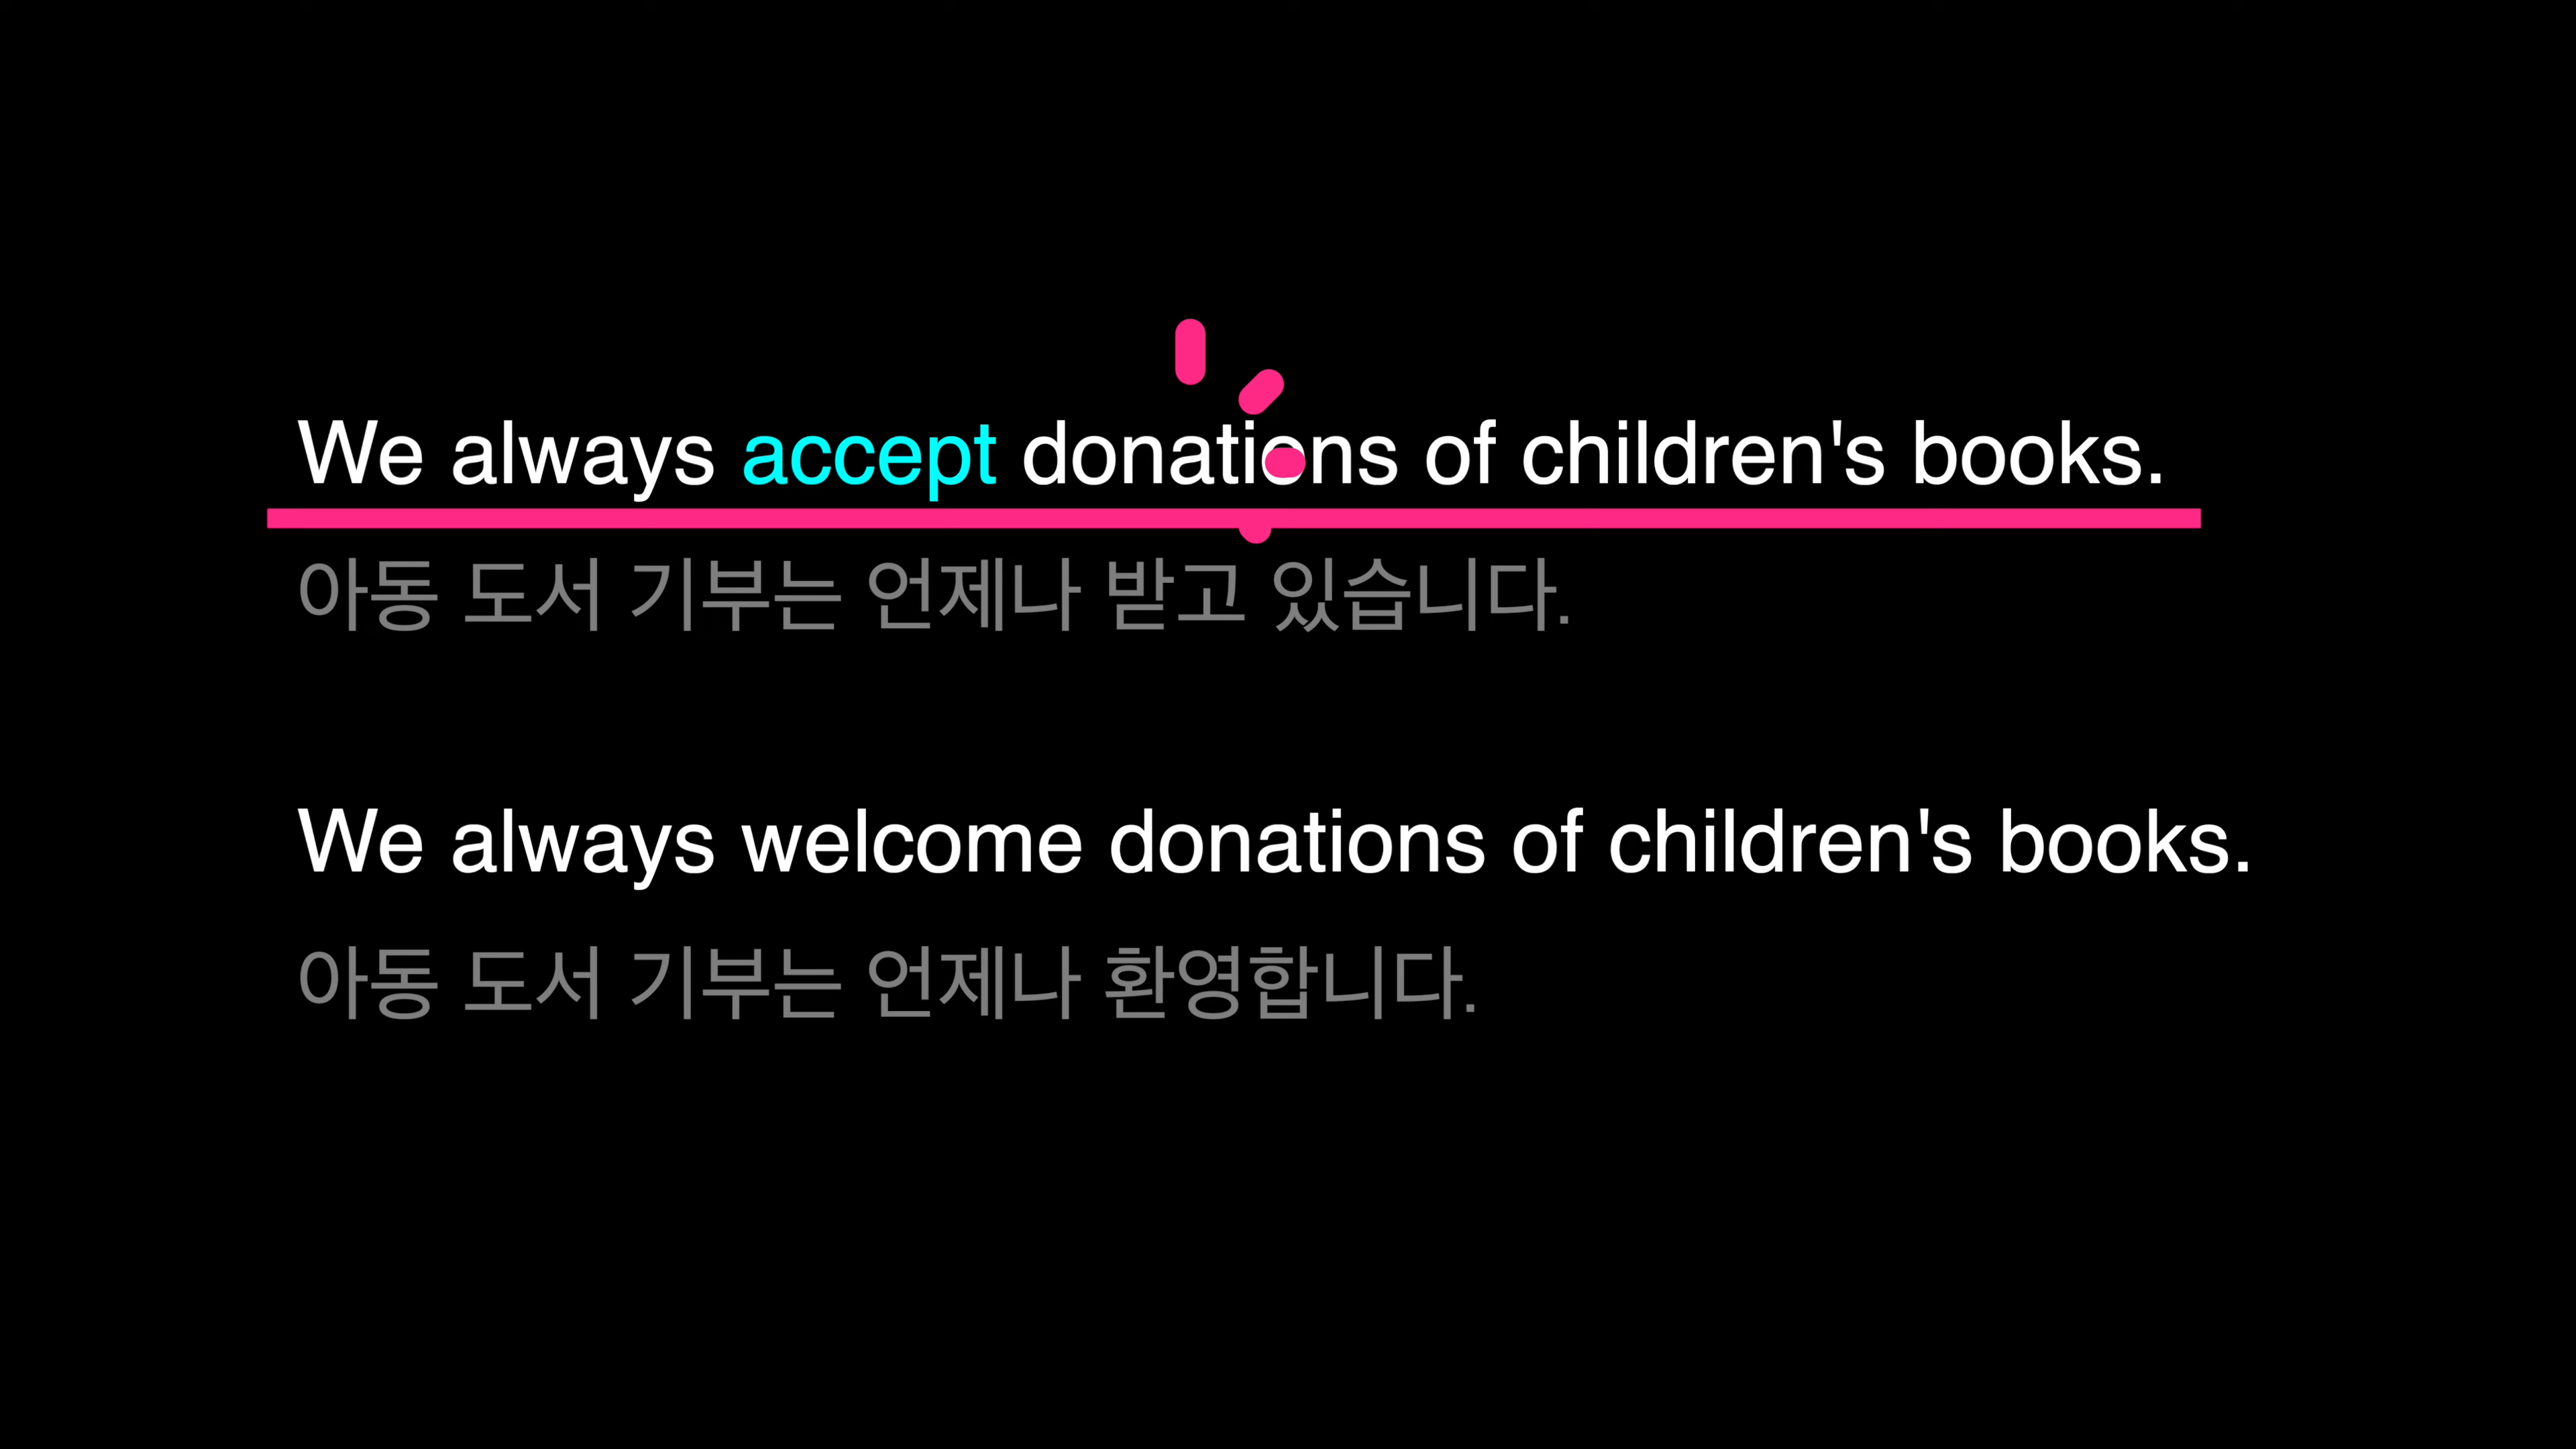 We always accept donations of children's books.
아동 도서 기부는 언제나 받고 있습니다.
We always welcome donations of children's books.
아동 도서 기부는 언제나 환영합니다.